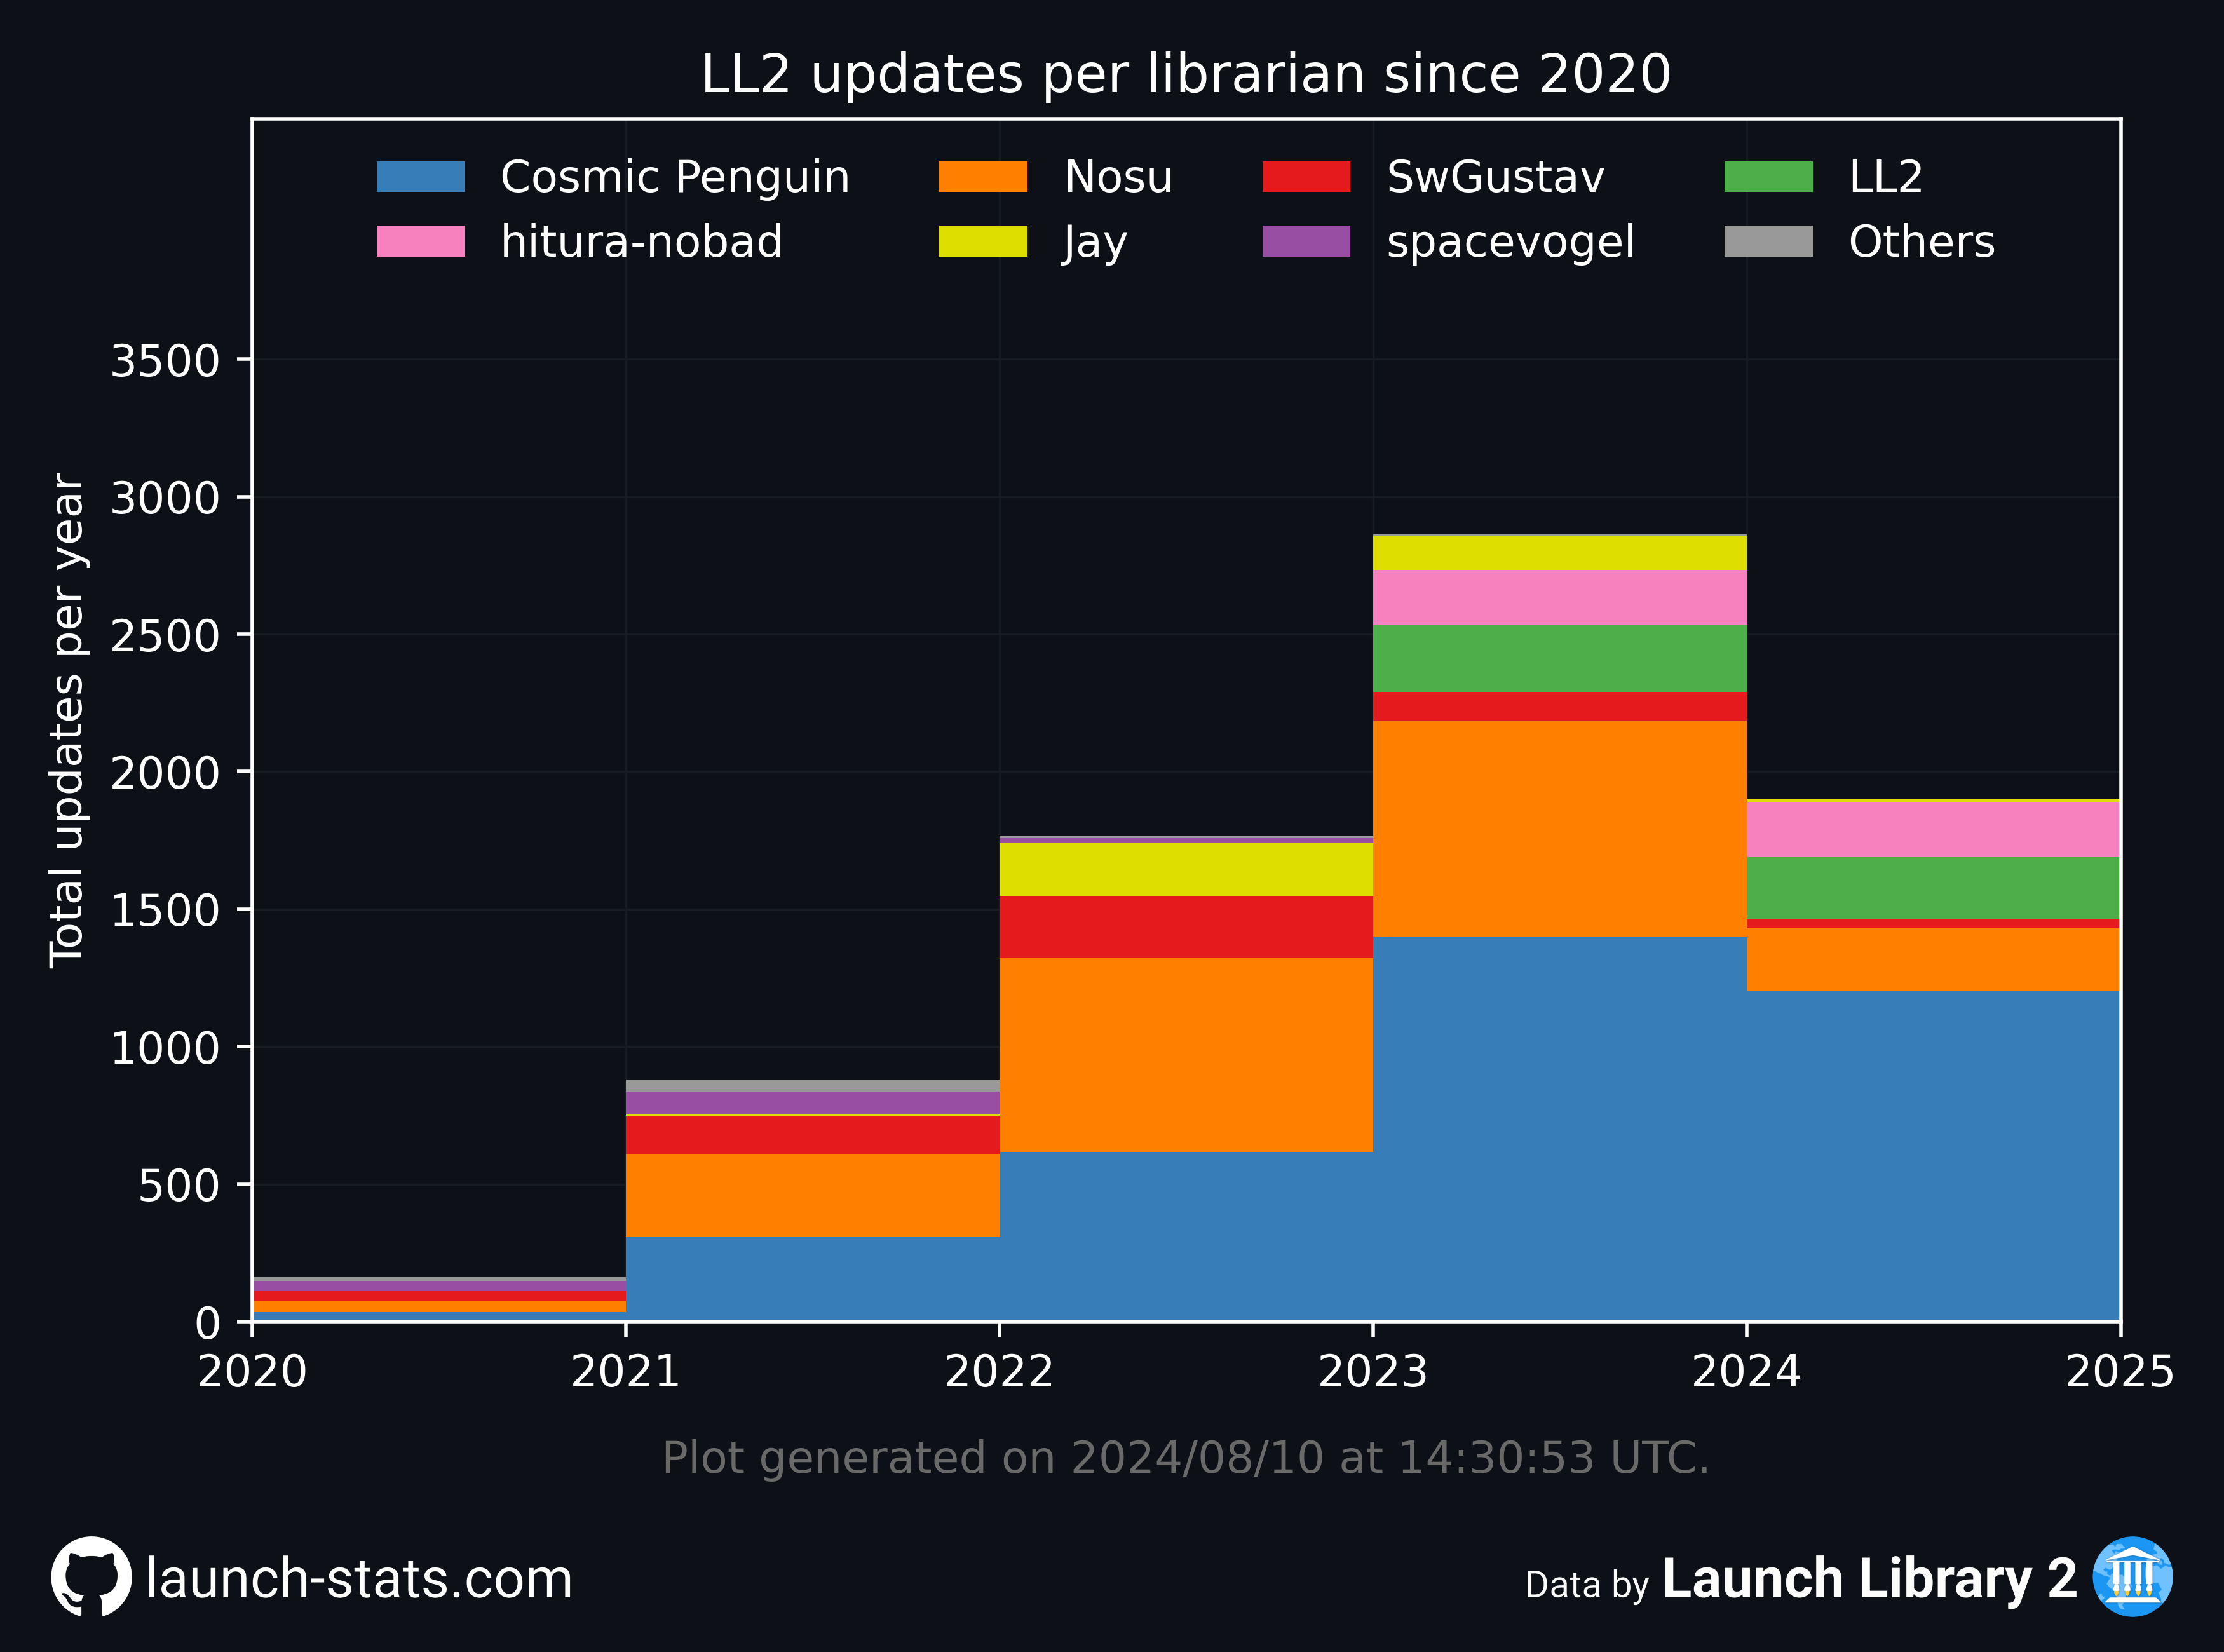 LL2 updates per librarian since 2020
Cosmic Penguin
Nosu
SwGustav
LL2
hitura-nobad
Jay
spacevogel
Others
Total updates per year
3500
3000
2500
2000
1500
1000
500
0
2020
2021
2022
2023
2024
2025
Plot generated on 2024/08/10 at 14:30:53 UTC.
launch-stats.com
Data by Launch Library 2